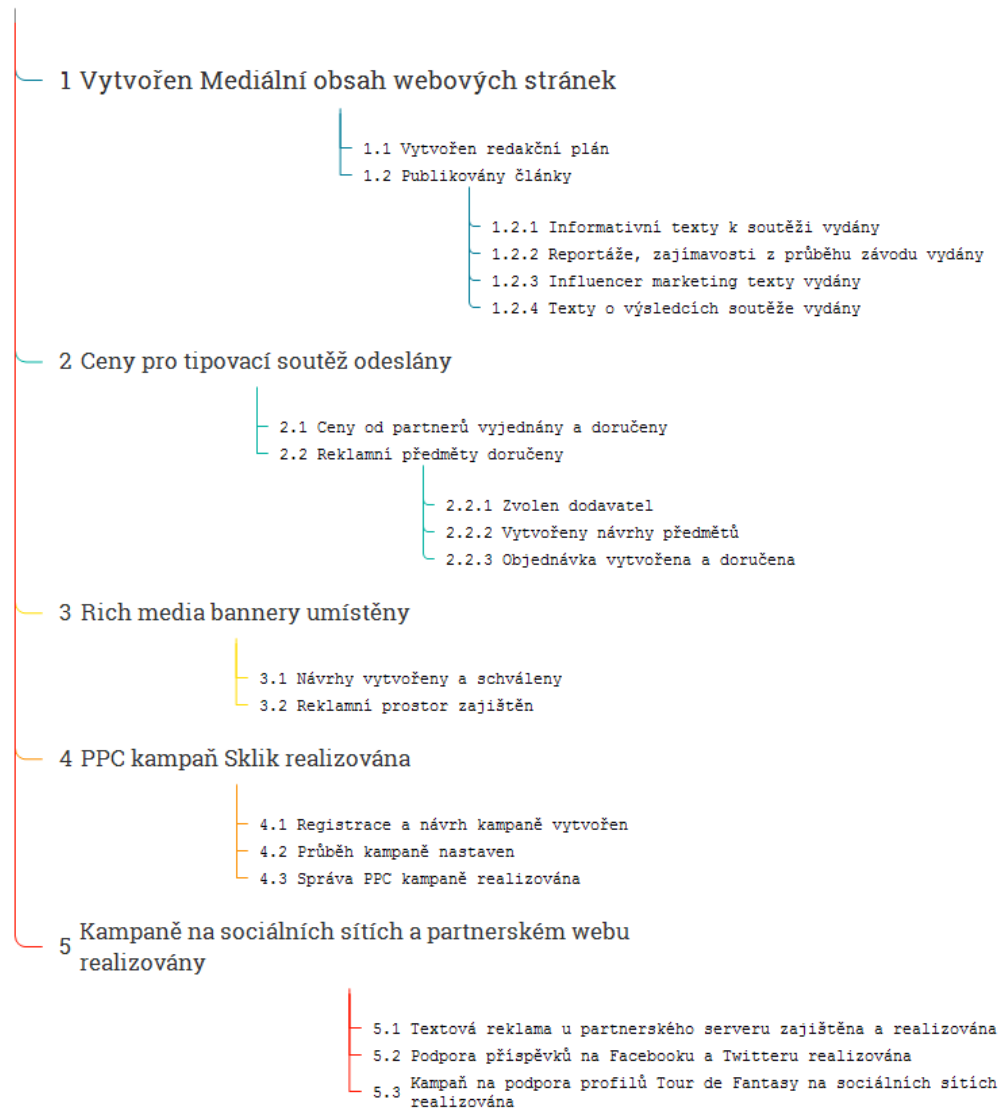 1 Vytvořen Mediální obsah webových stránek
1.1 Vytvořen redakční plán
1.2 Publikovány články
1.2.1 Informativní texty k soutěži vydány
1.2.2 Reportáže, zajímavosti z průběhu závodu vydány
1.2.3 Influencer marketing texty vydány
1.2.4 Texty o výsledcích soutěže vydány
2 Ceny pro tipovací soutěž odeslány
2.1 Ceny od partnerů vyjednány a doručeny
2.2 Reklamní předměty doručeny
2.2.1 Zvolen dodavatel
2.2.2 Vytvořeny návrhy předmětů
2.2.3 Objednávka vytvořena a doručena
3 Rich media bannery umístěny
3.1 Návrhy vytvořeny a schváleny
3.2 Reklamní prostor zajištěn
4 PPC kampaň Sklik realizována
4.1 Registrace a návrh kampaně vytvořen
4.2 Průběh kampaně nastaven
4.3 Správa PPC kampaně realizována
5 Kampaně na sociálních sítích a partnerském webu
realizovány
5.1 Textová reklama u partnerského serveru zajištěna a realizována
5.2 Podpora příspěvků na Facebooku a Twitteru realizována
5.3 Kampaň na podpora profilů Tour de Fantasy na sociálních sítích
realizována